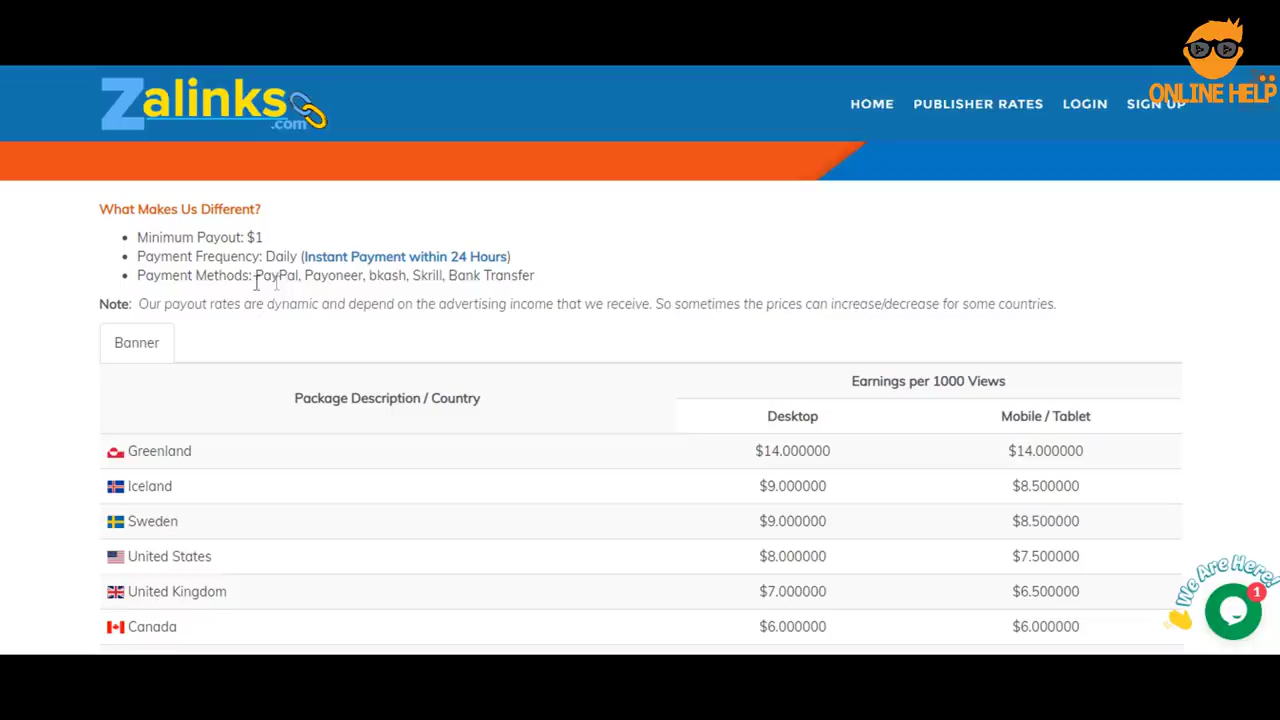 Zalinks
.com
HOME PUBLISHER RATES LOGIN SIGN UP
ONLINE HELP
What Makes Us Different?
Minimum Payout: $1
Payment Frequency: Daily (Instant Payment within 24 Hours)
Payment Methods: PayPal, Payoneer, bkash, Skrill, Bank Transfer
Note: Our payout rates are dynamic and depend on the advertising income that we receive. So sometimes the prices can increase/decrease for some countries.
Banner
Package Description / Country
Earnings per 1000 Views
Desktop Mobile / Tablet
Greenland $14.000000 $14.000000
Iceland $9.000000 $8.500000
Sweden $9.000000 $8.500000
United States $8.000000 $7.500000
United Kingdom $7.000000 $6.500000
Canada $6.000000 $6.000000
We Are Here!
1